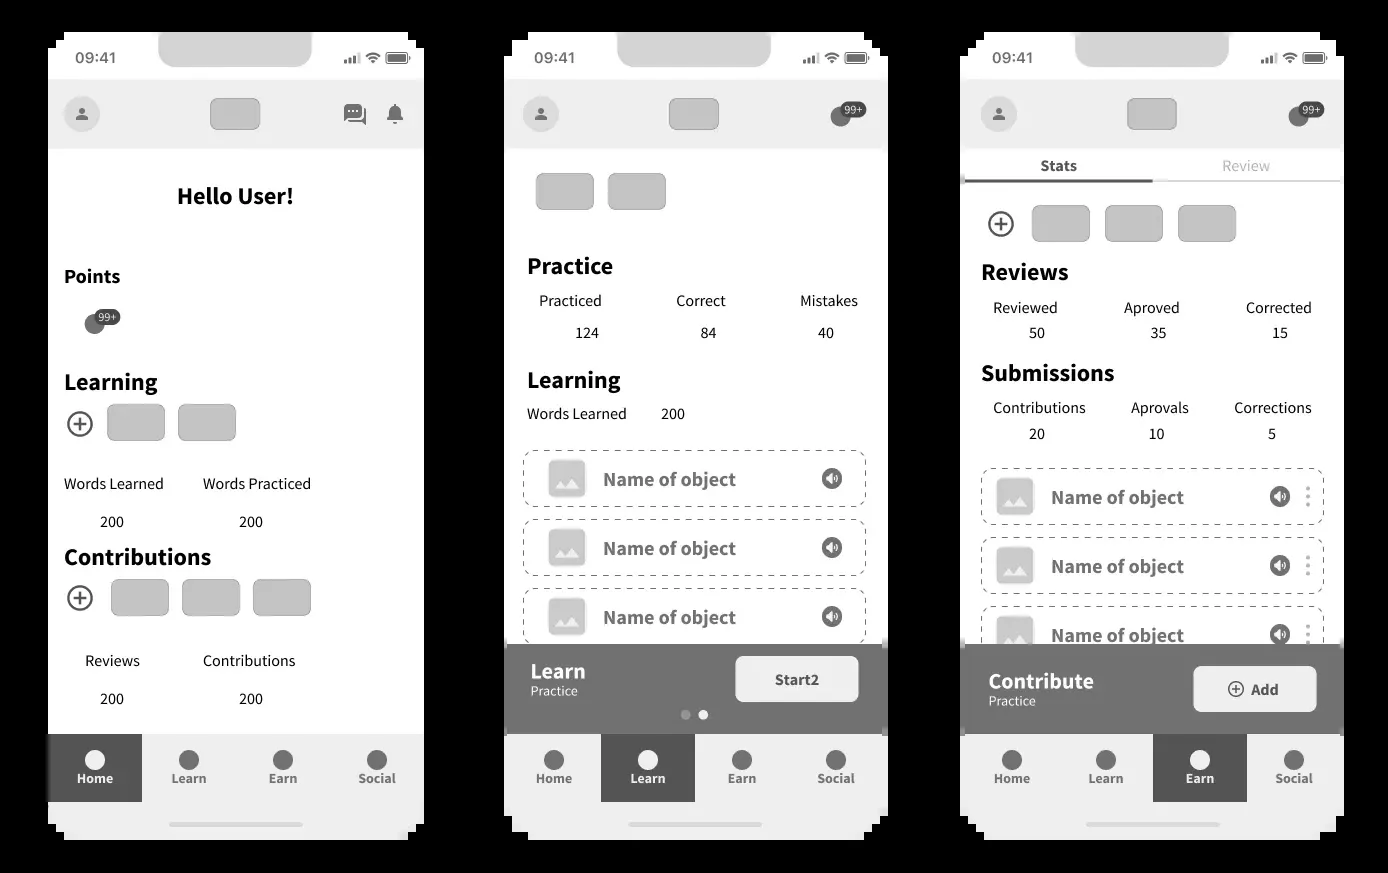 09:41
Hello User!
Points
99+
Learning
Words Learned Words Practiced
200 200
Contributions
Reviews Contributions
200 200
Home Learn Earn Social
09:41
99+
Practice
Practiced Correct Mistakes
124 84 40
Learning
Words Learned 200
Name of object
Name of object
Name of object
Learn
Practice
Start2
Home Learn Earn Social
09:41
99+
Stats Review
Reviews
Reviewed Aproved Corrected
50 35 15
Submissions
Contributions Aprovals Corrections
20 10 5
Name of object
Name of object
Name of object
Contribute
Practice
Add
Home Learn Earn Social